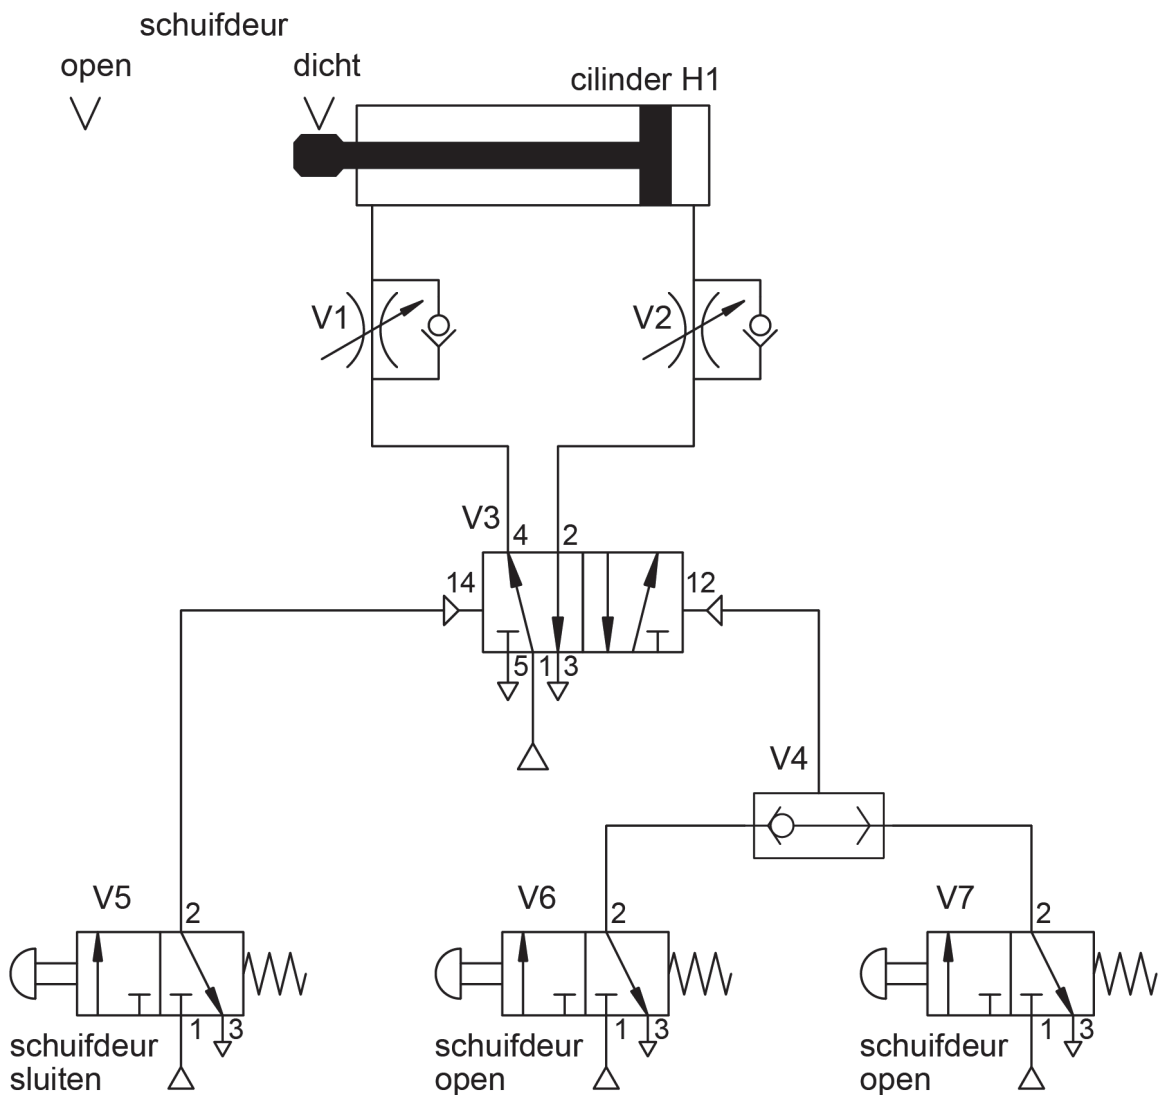 schuifdeur
open
dicht
cilinder H1
V1
V2
V3
4
2
14
12
5
1
3
V4
V5
2
V6
2
V7
2
1
3
1
3
1
3
schuifdeur
sluiten
schuifdeur
open
schuifdeur
open